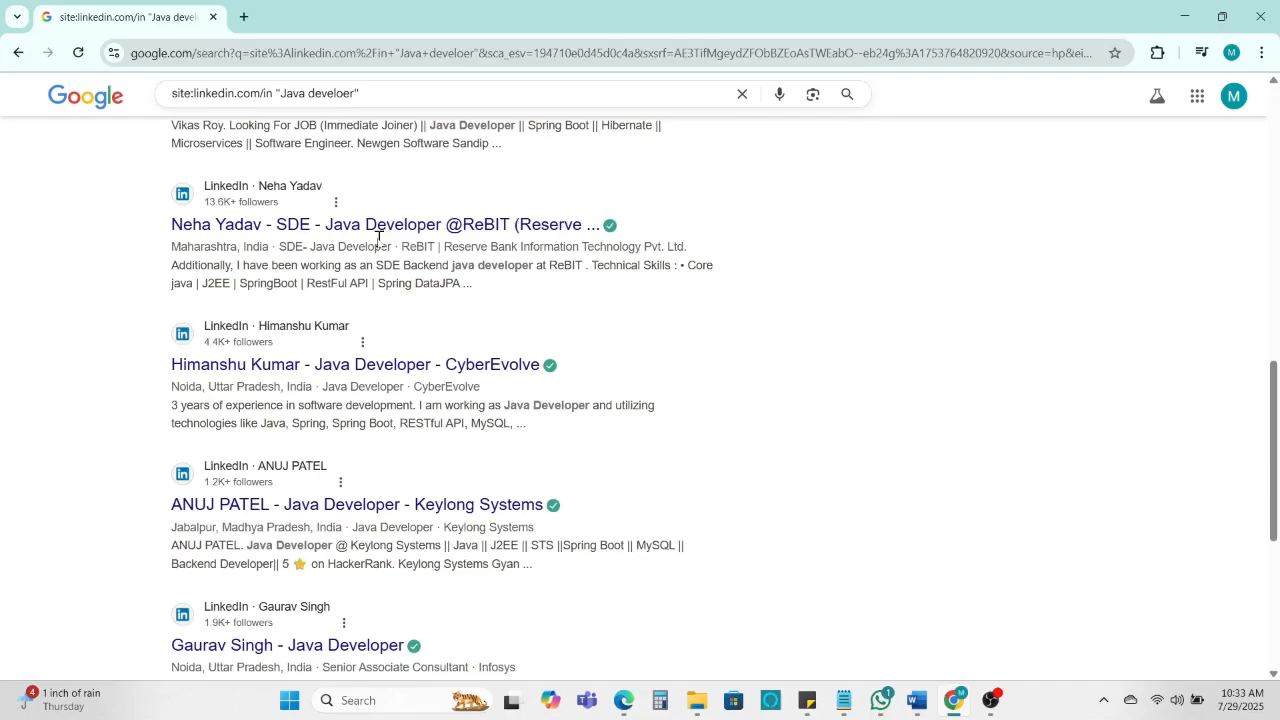 site:linkedin.com/in "Java devel
google.com/search?q=site%3Alinkedin.com%2Fin+"Java+develoer"&sca_esv=194710e0d45d0c4a&sxsrf=AE3TifMgeydZFObBZEoAsTWEabO--eb24g%3A1753764820920&source=hp&ei...
M
Google
site:linkedin.com/in "Java develoer"
M
Vikas Roy. Looking For JOB (Immediate Joiner) || Java Developer || Spring Boot || Hibernate ||
Microservices || Software Engineer. Newgen Software Sandip ...
LinkedIn · Neha Yadav
13.6K+ followers
Neha Yadav - SDE - Java Developer @ReBIT (Reserve ...
Maharashtra, India · SDE- Java Developer · ReBIT | Reserve Bank Information Technology Pvt. Ltd.
Additionally, I have been working as an SDE Backend java developer at ReBIT . Technical Skills : • Core
java | J2EE | SpringBoot | RestFul API | Spring DataJPA ...
LinkedIn · Himanshu Kumar
4.4K+ followers
Himanshu Kumar - Java Developer - CyberEvolve
Noida, Uttar Pradesh, India · Java Developer · CyberEvolve
3 years of experience in software development. I am working as Java Developer and utilizing
technologies like Java, Spring, Spring Boot, RESTful API, MySQL, ...
LinkedIn · ANUJ PATEL
1.2K+ followers
ANUJ PATEL - Java Developer - Keylong Systems
Jabalpur, Madhya Pradesh, India · Java Developer · Keylong Systems
ANUJ PATEL. Java Developer @ Keylong Systems || Java || J2EE || STS ||Spring Boot || MySQL ||
Backend Developer|| 5 ⭐ on HackerRank. Keylong Systems Gyan ...
LinkedIn · Gaurav Singh
1.9K+ followers
Gaurav Singh - Java Developer
Noida, Uttar Pradesh, India · Senior Associate Consultant · Infosys
4
1 inch of rain
Thursday
Search
1
10:33 AM
7/29/2025